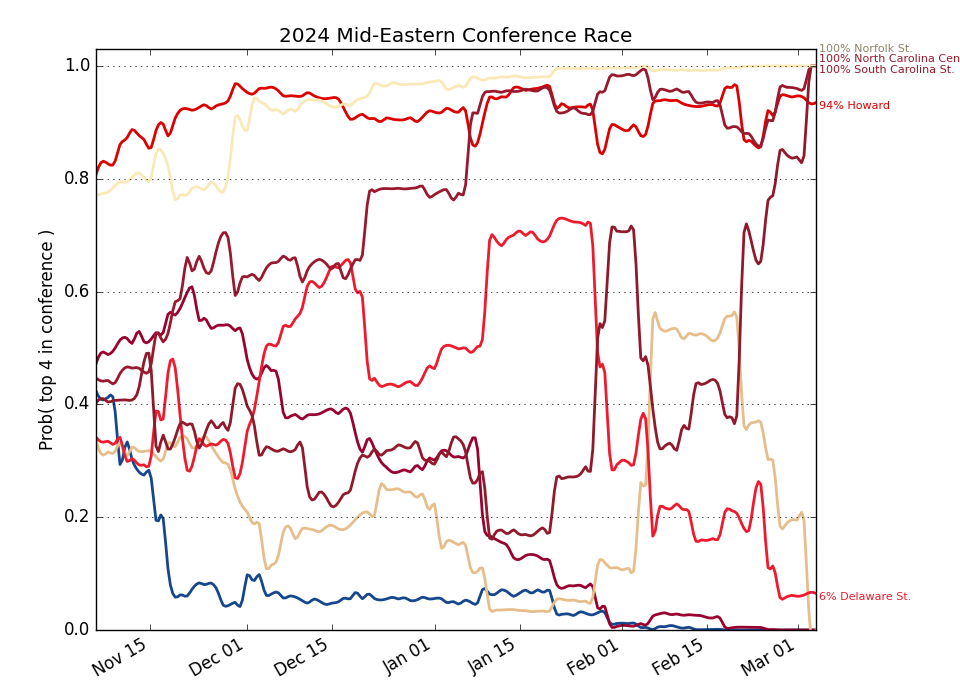 2024 Mid-Eastern Conference Race
100% Norfolk St.
100% North Carolina Cen
100% South Carolina St.
94% Howard
6% Delaware St.
Prob( top 4 in conference )
1.0
0.8
0.6
0.4
0.2
0.0
Nov 15
Dec 01
Dec 15
Jan 01
Jan 15
Feb 01
Feb 15
Mar 01